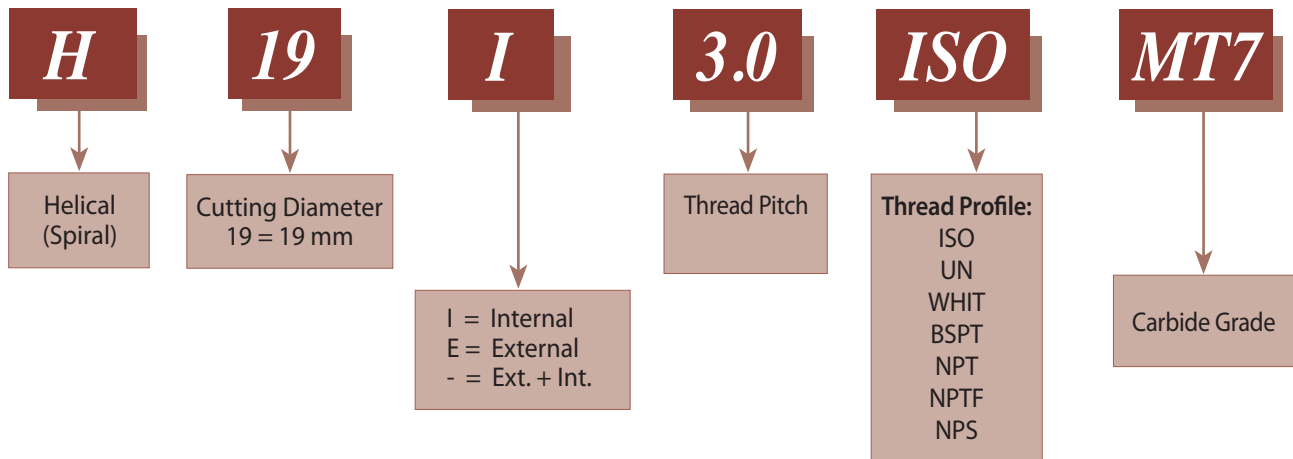 H
19
I
3.0
ISO
MT7
Helical
(Spiral)
Cutting Diameter
19 = 19 mm
I = Internal
E = External
- = Ext. + Int.
Thread Pitch
Thread Profile:
ISO
UN
WHIT
BSPT
NPT
NPTF
NPS
Carbide Grade